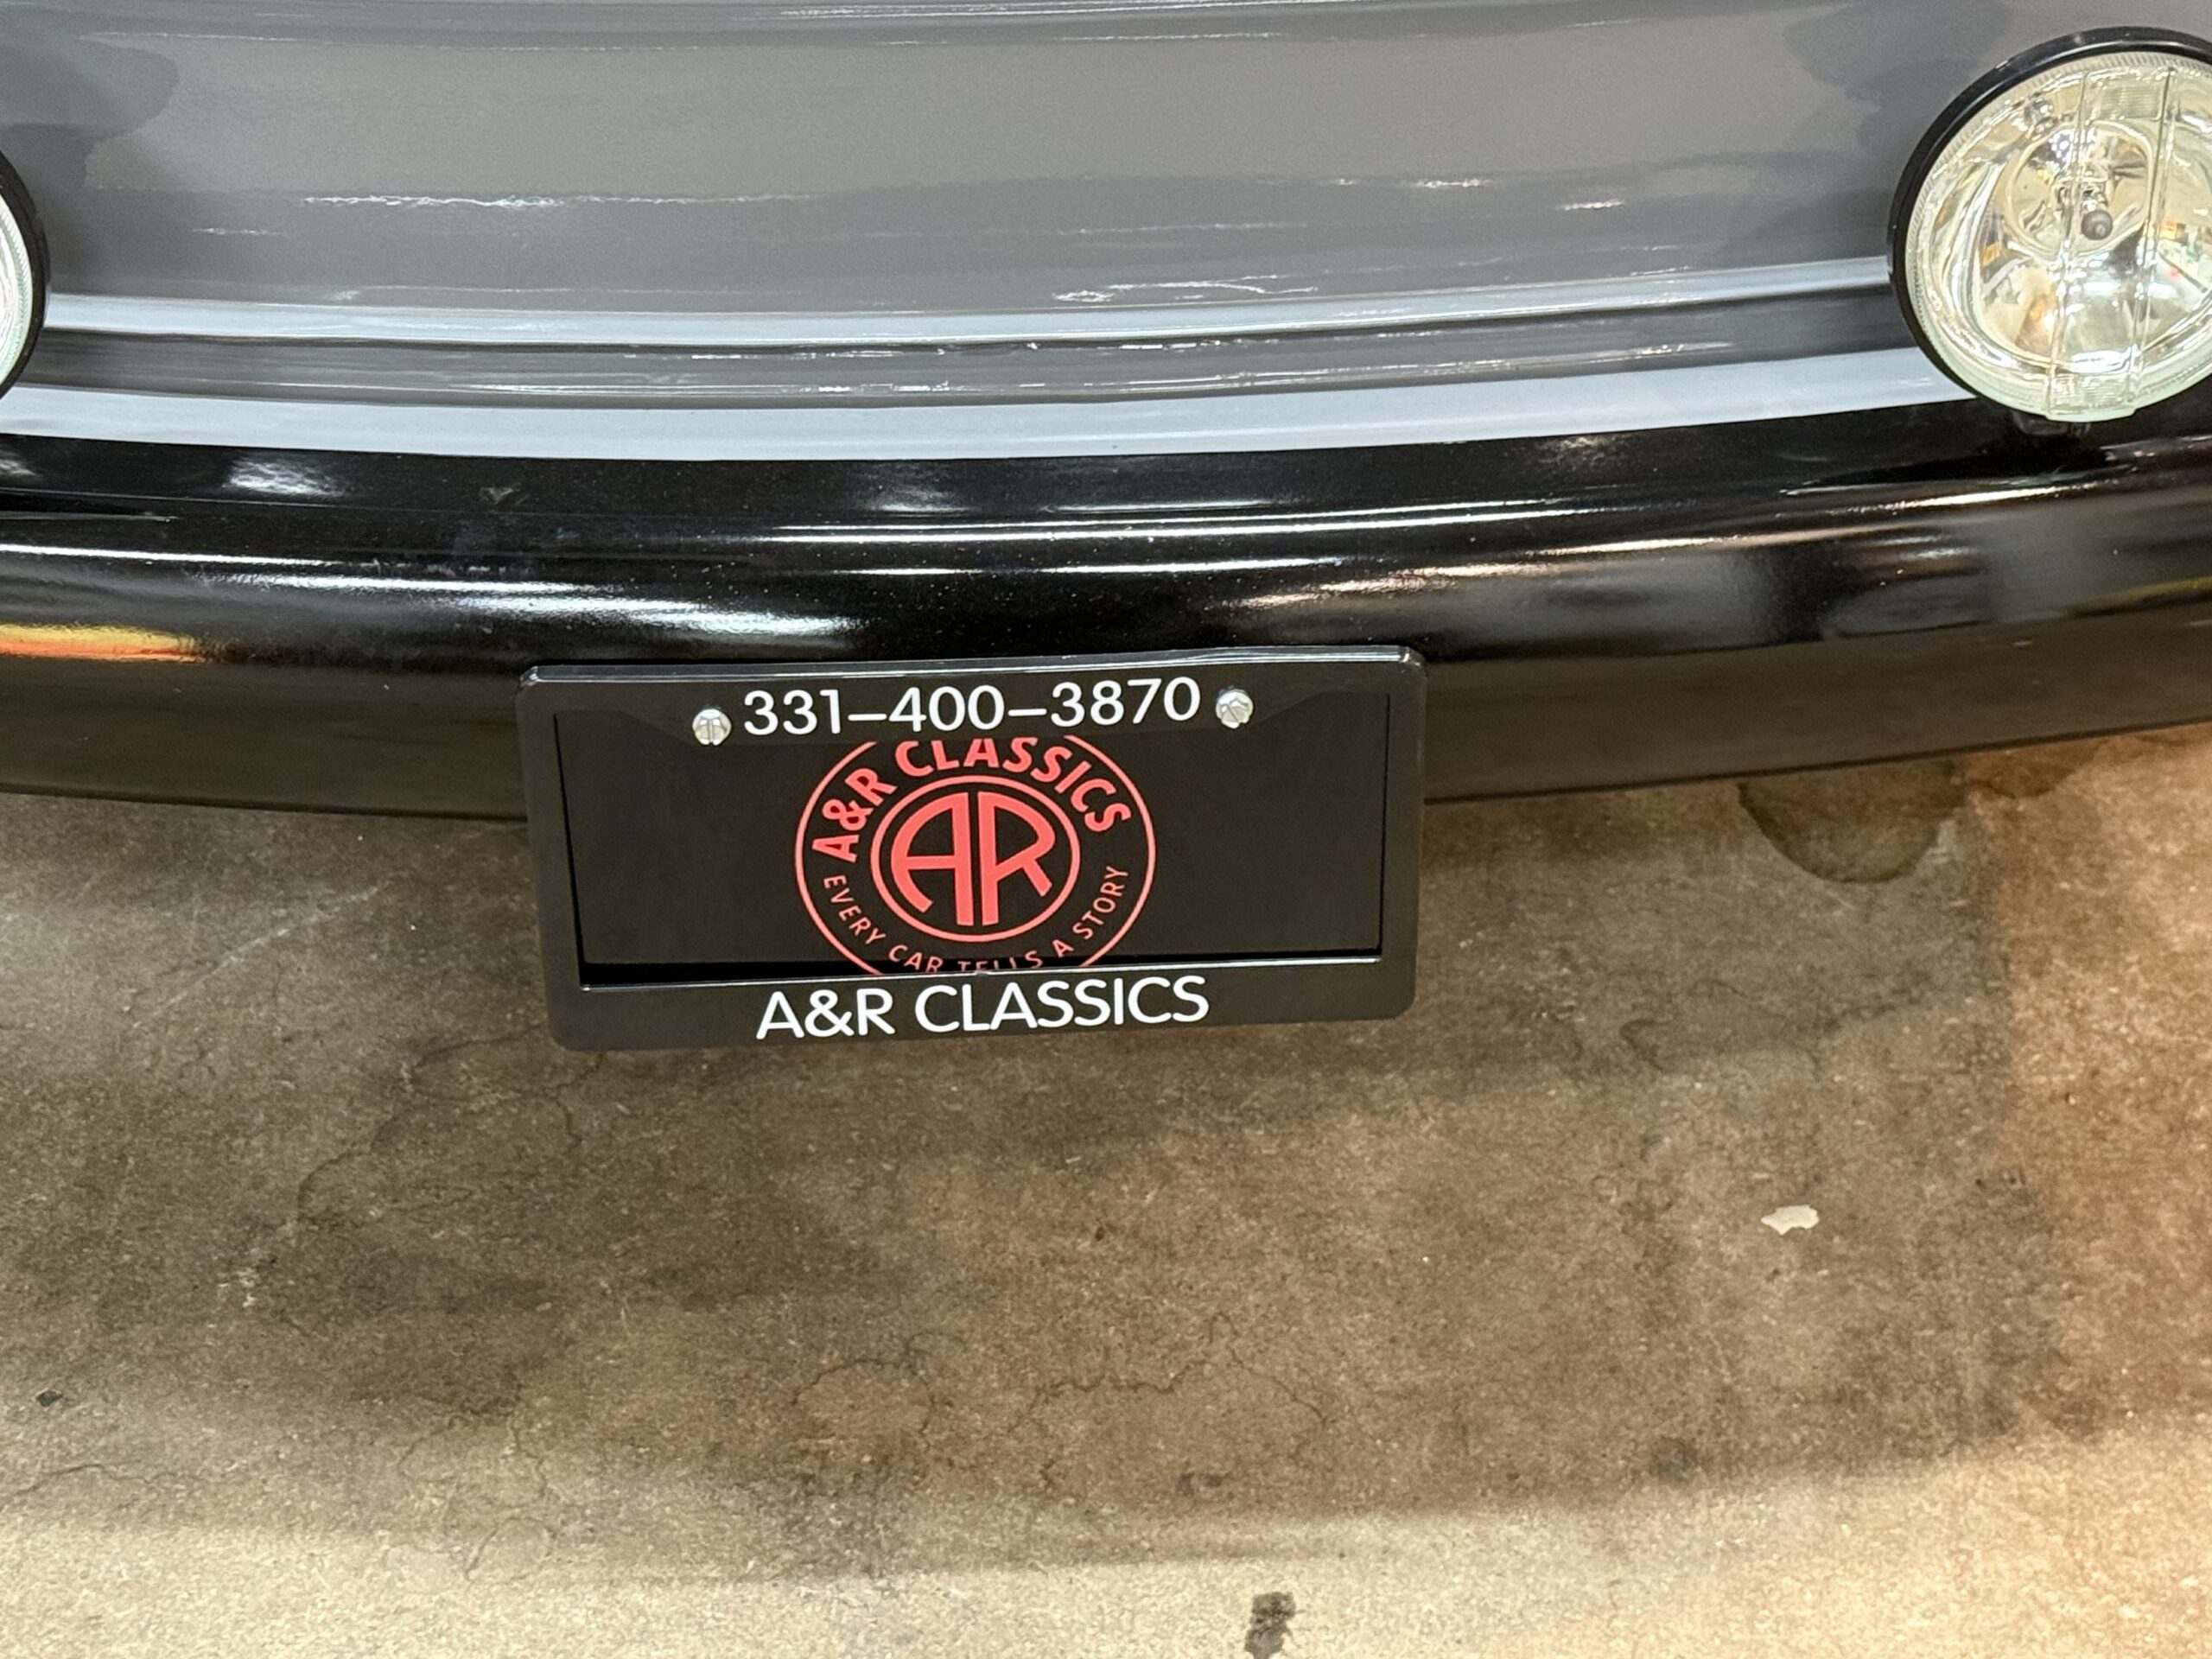 331-400-3870
A&R CLASSICS
AR
EVERY CAR TELLS A STORY
A&R CLASSICS